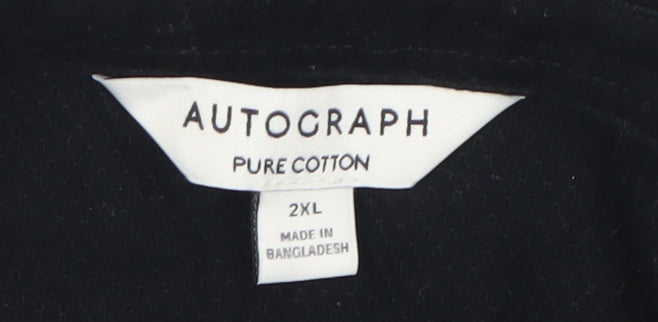 AUTOGRAPH
PURE COTTON
2XL
MADE IN
BANGLADESH